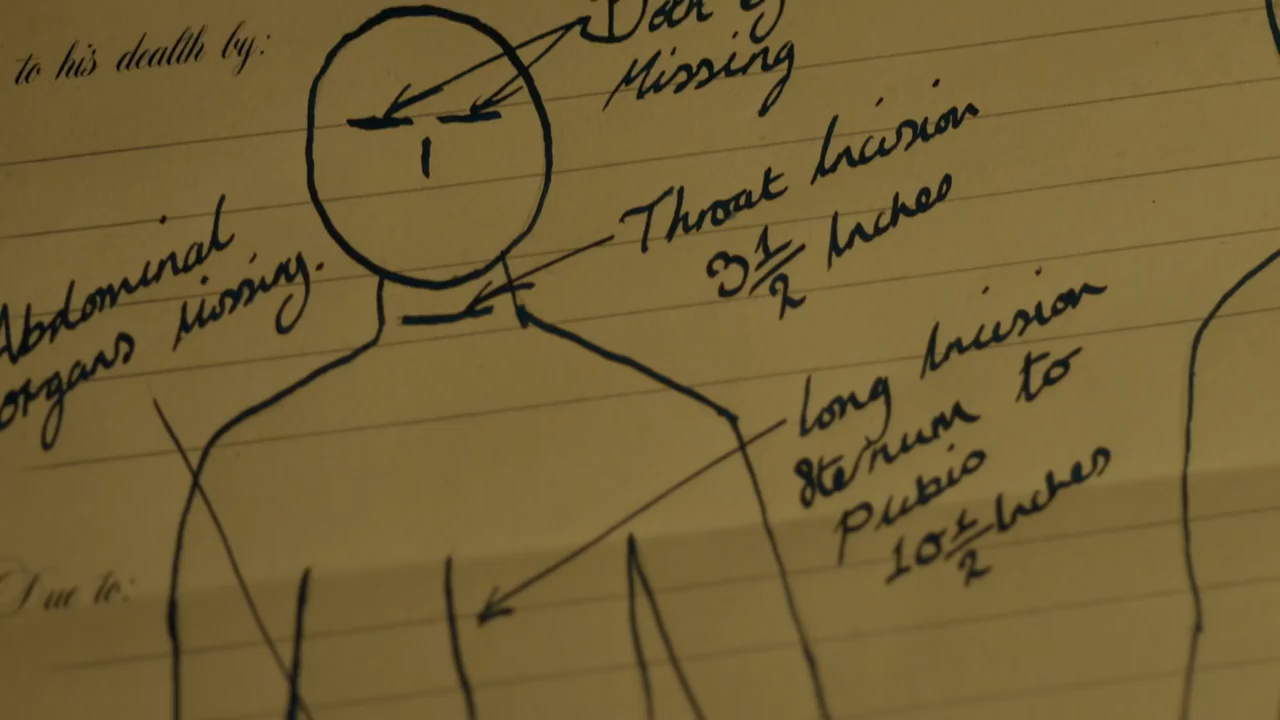 to his death by:
Missing
Throat Incision
3 1/2 Inches
Abdominal
organs Missing.
Long Incision
Sternum to
Pubio
10 1/2 Inches
Due to: